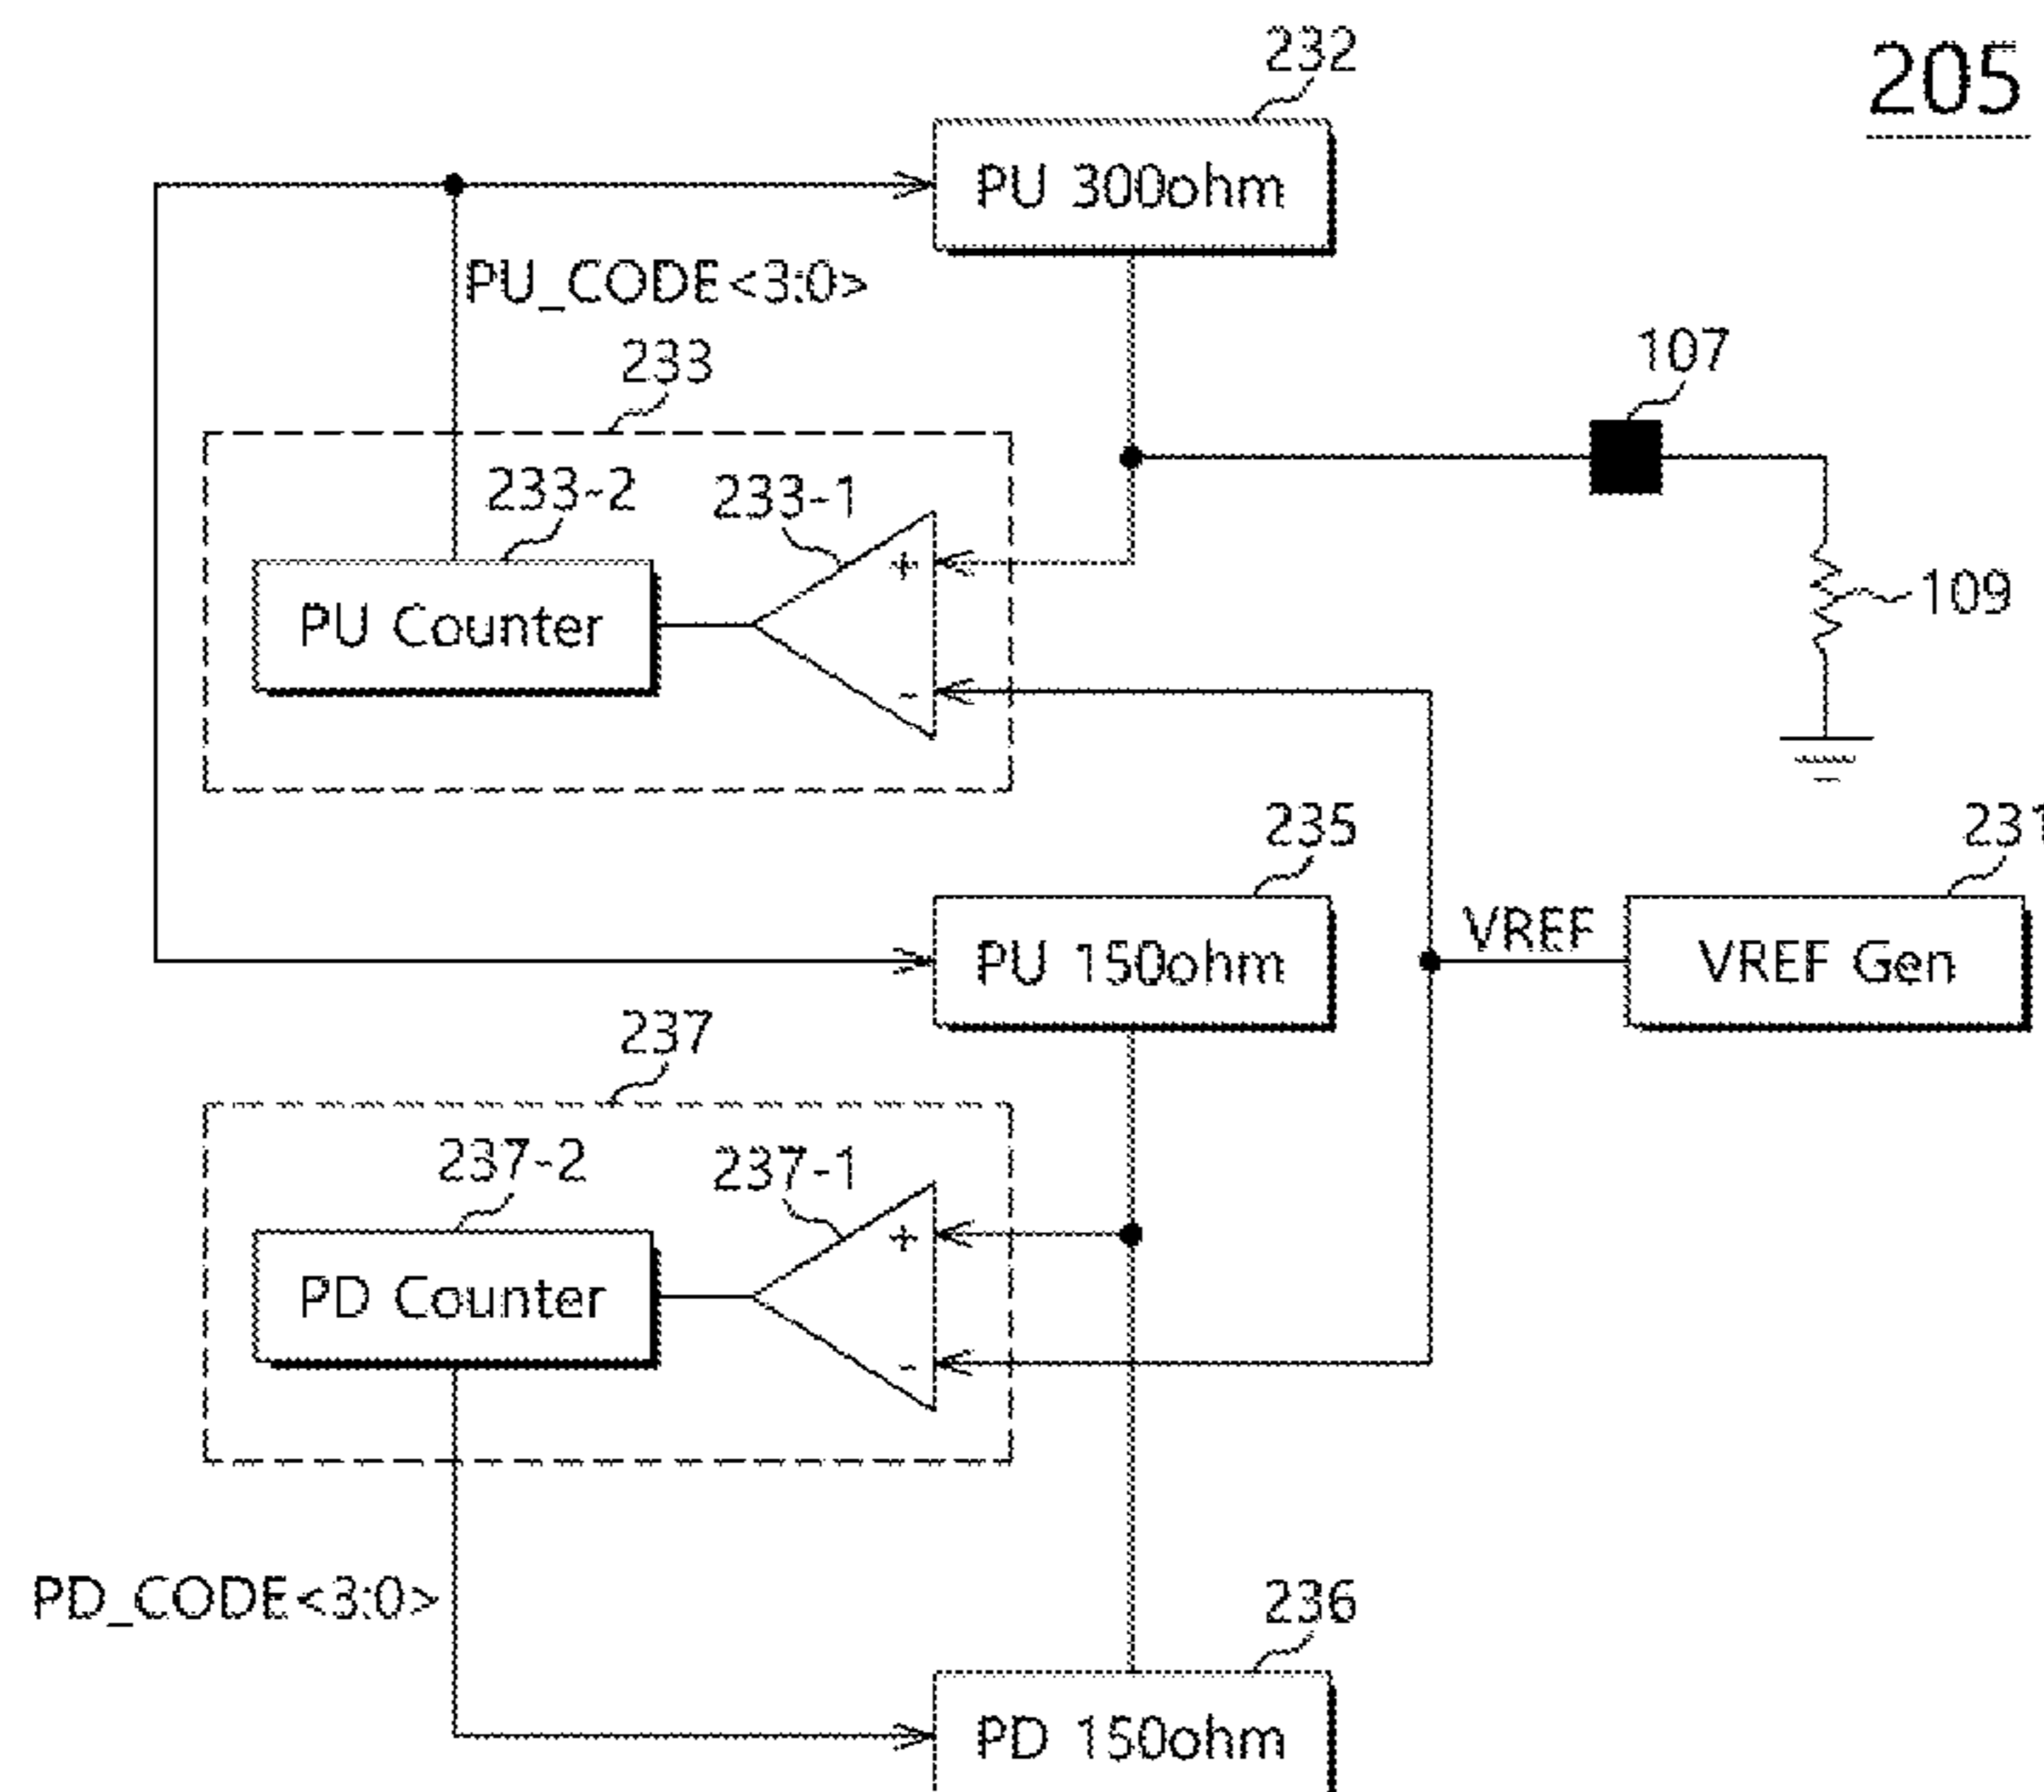 232
205
PU 300ohm
PU_CODE<3:0>
233
107
233-2
233-1
+
109
PU Counter
-
235
231
PU 150ohm
VREF
VREF Gen
237
237-2
237-1
+
PD Counter
-
PD_CODE<3:0>
236
PD 150ohm